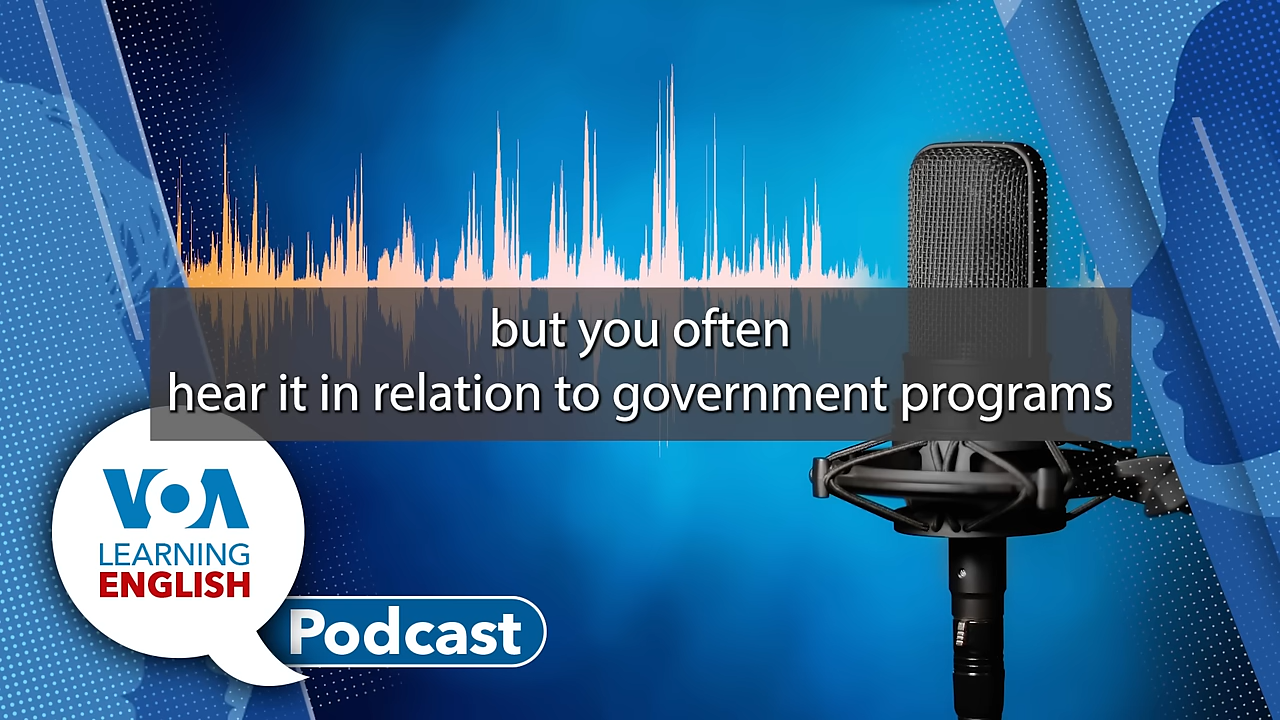 but you often
hear it in relation to government programs
VOA
LEARNING
ENGLISH
Podcast